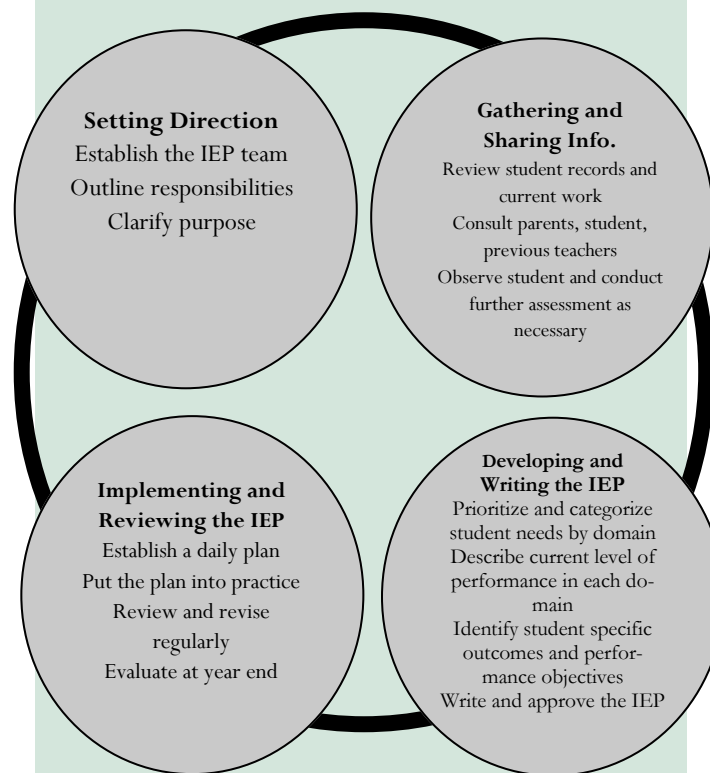 Setting Direction
Establish the IEP team
Outline responsibilities
Clarify purpose
Gathering and
Sharing Info.
Review student records and
current work
Consult parents, student,
previous teachers
Observe student and conduct
further assessment as
necessary
Implementing and
Reviewing the IEP
Establish a daily plan
Put the plan into practice
Review and revise
regularly
Evaluate at year end
Developing and
Writing the IEP
Prioritize and categorize
student needs by domain
Describe current level of
performance in each do-
main
Identify student specific
outcomes and perfor-
mance objectives
Write and approve the IEP